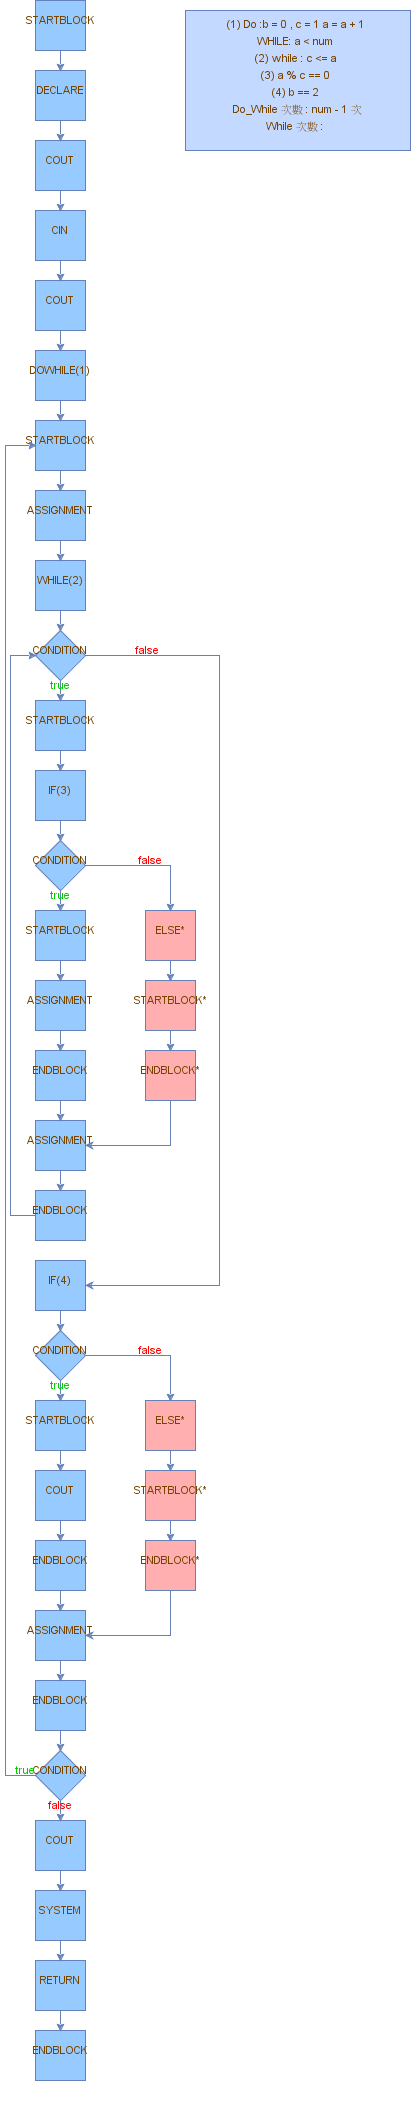 STARTBLOCK
(1) Do :b = 0 , c = 1 a = a + 1
WHILE: a < num
(2) while : c <= a
(3) a % c == 0
(4) b == 2
Do_While 次數 : num - 1 次
While 次數 :
DECLARE
COUT
CIN
COUT
DOWHILE(1)
STARTBLOCK
ASSIGNMENT
WHILE(2)
CONDITION
false
true
STARTBLOCK
IF(3)
CONDITION
false
true
STARTBLOCK
ELSE*
ASSIGNMENT
STARTBLOCK*
ENDBLOCK
ENDBLOCK*
ASSIGNMENT
ENDBLOCK
IF(4)
CONDITION
false
true
STARTBLOCK
ELSE*
COUT
STARTBLOCK*
ENDBLOCK
ENDBLOCK*
ASSIGNMENT
ENDBLOCK
true
CONDITION
false
COUT
SYSTEM
RETURN
ENDBLOCK